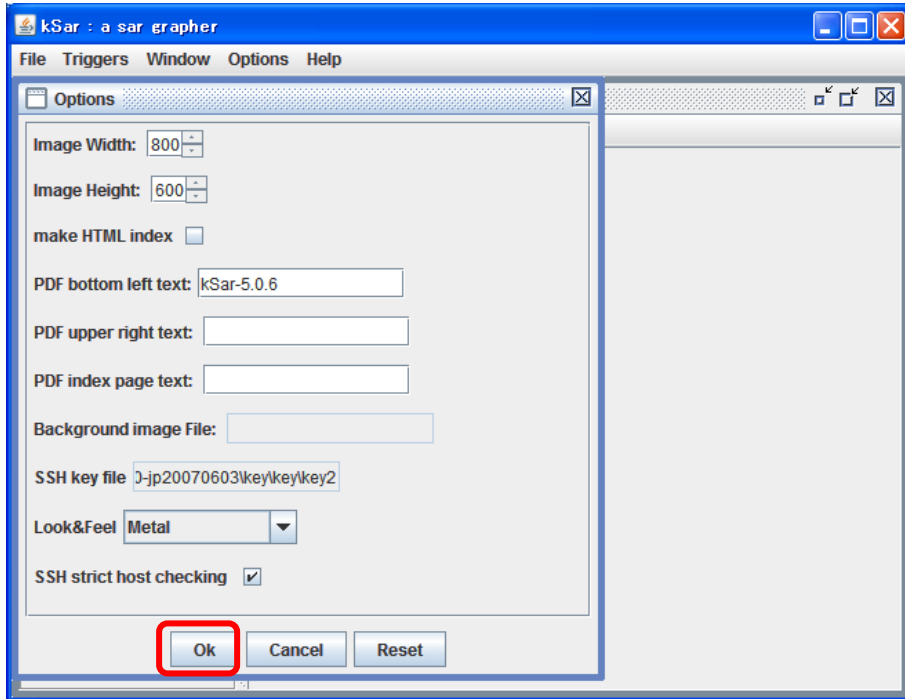 kSar : a sar grapher
File Triggers Window Options Help
Options
Image Width: 800
Image Height: 600
make HTML index
PDF bottom left text: kSar-5.0.6
PDF upper right text:
PDF index page text:
Background image File:
SSH key file 0-jp20070603\key\key\key2
Look&Feel Metal
SSH strict host checking
Ok Cancel Reset